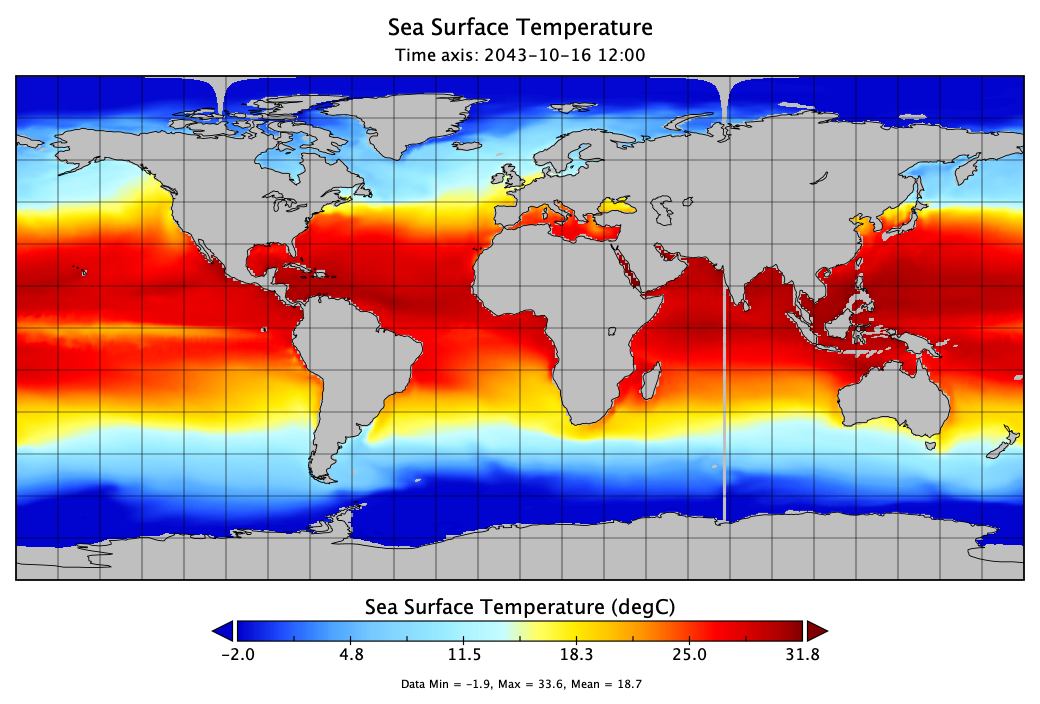 Sea Surface Temperature
Time axis: 2043-10-16 12:00
Sea Surface Temperature (degC)
-2.0 4.8 11.5 18.3 25.0 31.8
Data Min = -1.9, Max = 33.6, Mean = 18.7